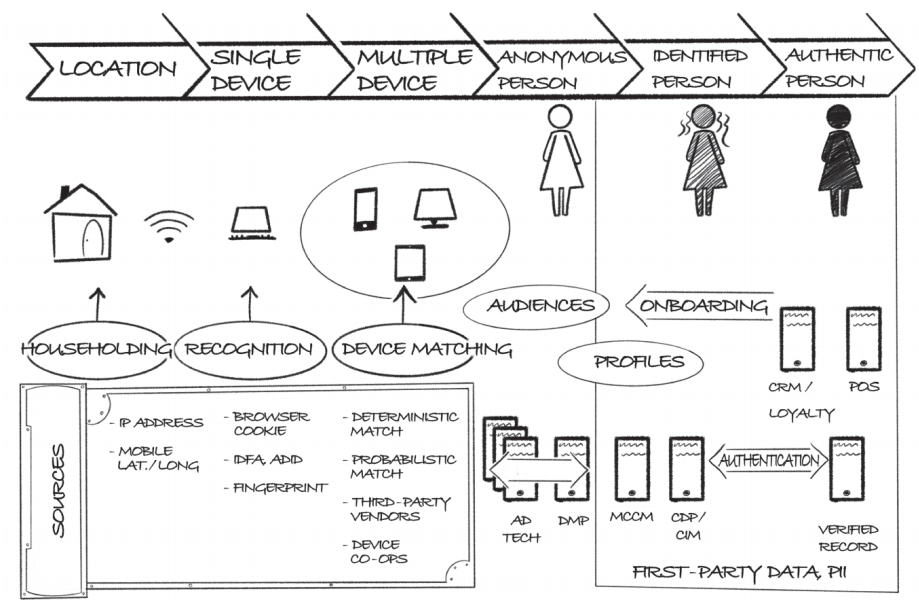 LOCATION
SINGLE
DEVICE
MULTIPLE
DEVICE
ANONYMOUS
PERSON
IDENTIFIED
PERSON
AUTHENTIC
PERSON
AUDIENCES
ONBOARDING
HOUSEHOLDING
RECOGNITION
DEVICE MATCHING
PROFILES
CRM /
LOYALTY
POS
SOURCES
- IP ADDRESS
- MOBILE
LAT. / LONG
- BROWSER
COOKIE
- IDFA, ADID
- FINGERPRINT
- DETERMINISTIC
MATCH
- PROBABILISTIC
MATCH
- THIRD-PARTY
VENDORS
- DEVICE
CO-OPS
AD
TECH
DMP
MCCM
CDP/
CIM
AUTHENTICATION
VERIFIED
RECORD
FIRST-PARTY DATA, PII